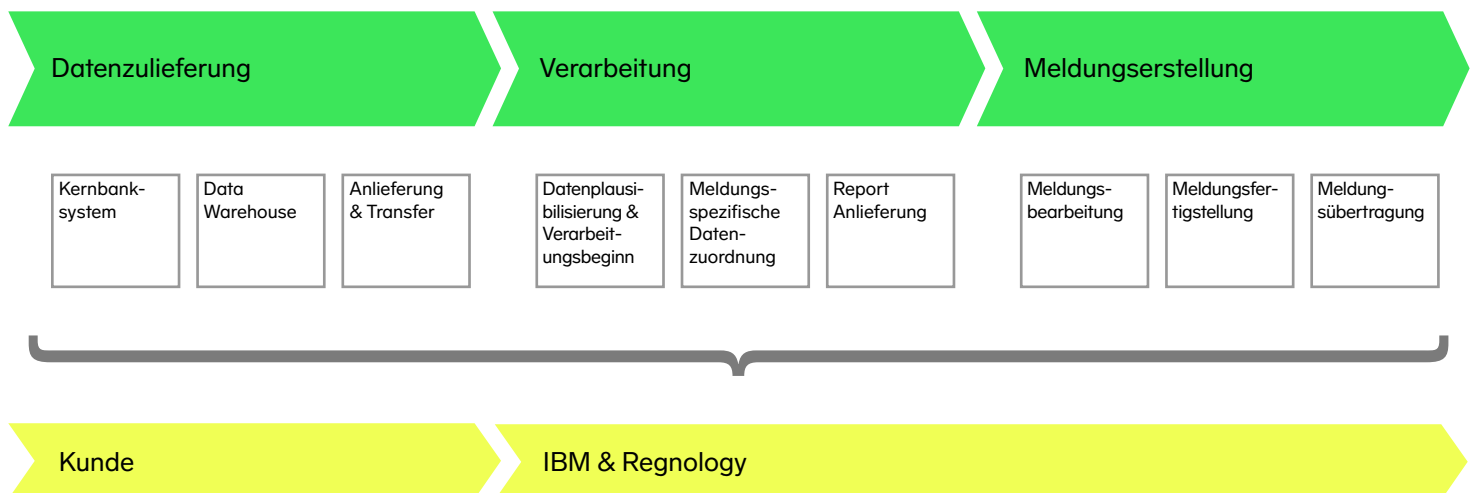 Datenzulieferung
Verarbeitung
Meldungserstellung
Kernbank-
system
Data
Warehouse
Anlieferung
& Transfer
Datenplausi-
bilisierung &
Verarbeit-
ungsbeginn
Meldungs-
spezifische
Daten-
zuordnung
Report
Anlieferung
Meldungs-
bearbeitung
Meldungsfer-
tigstellung
Meldung-
sübertragung
Kunde
IBM & Regnology